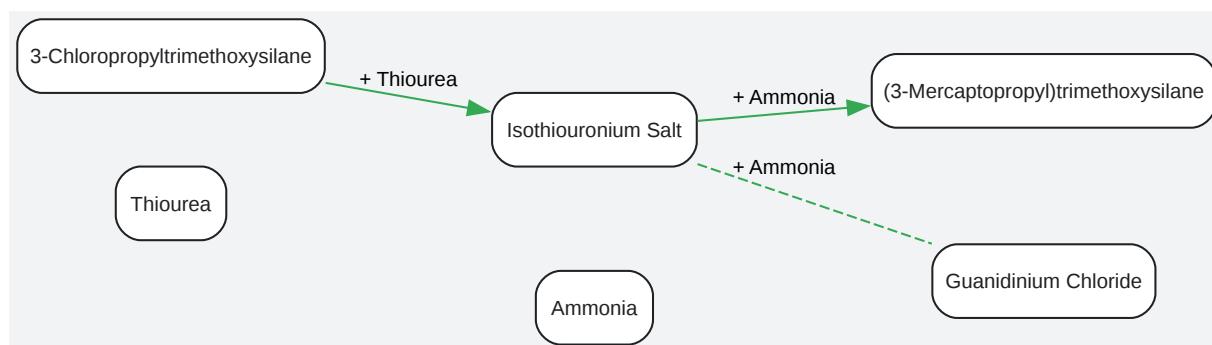 3-Chloropropyltrimethoxysilane
+ Thiourea
Isothiouronium Salt
+ Ammonia
(3-Mercaptopropyl)trimethoxysilane
+ Ammonia
Thiourea
Guanidinium Chloride
Ammonia